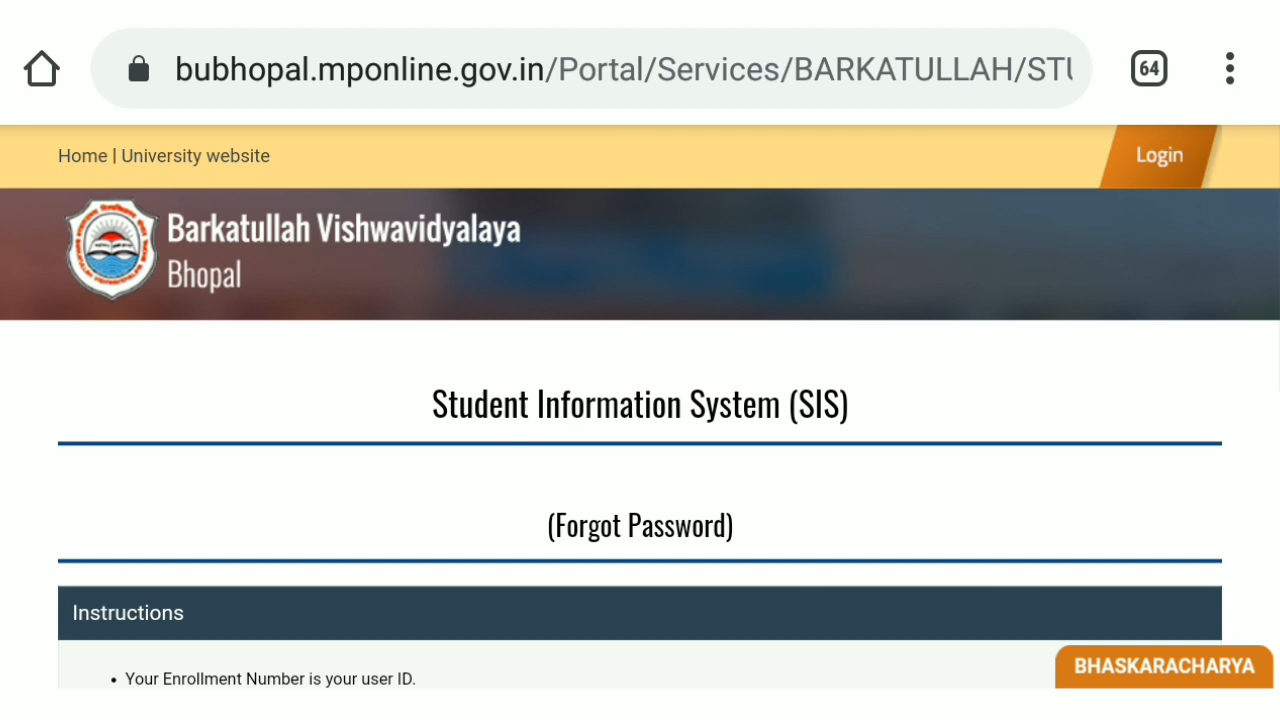 bubhopal.mponline.gov.in/Portal/Services/BARKATULLAH/STU
64
Home | University website
Login
Barkatullah Vishwavidyalaya
Bhopal
Student Information System (SIS)
(Forgot Password)
Instructions
• Your Enrollment Number is your user ID.
BHASKARACHARYA